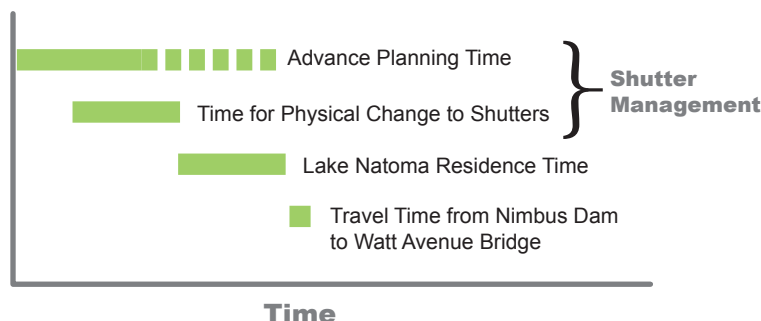 Advance Planning Time
Time for Physical Change to Shutters
Shutter
Management
Lake Natoma Residence Time
Travel Time from Nimbus Dam
to Watt Avenue Bridge
Time